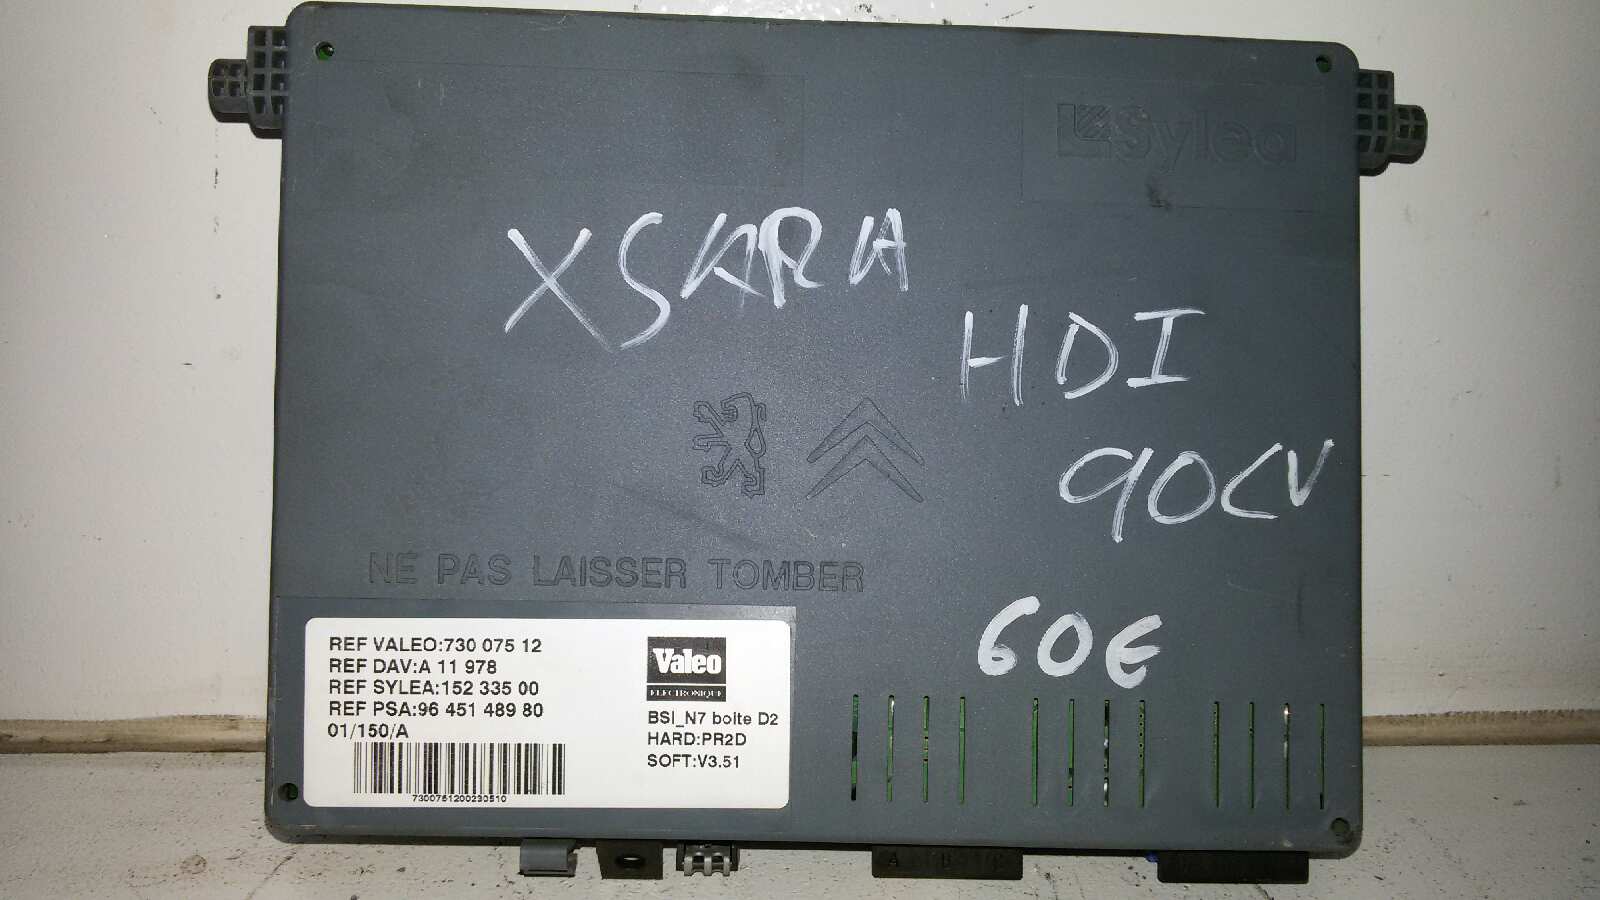 Sylea
XSARA
HDI
90CV
NE PAS LAISSER TOMBER
60€
REF VALEO:730 075 12
REF DAV:A 11 978
REF SYLEA:152 335 00
REF PSA:96 451 489 80
01/150/A
7300751200230510
Valeo
ELECTRONIQUE
BSI_N7 boite D2
HARD:PR2D
SOFT:V3.51
A B